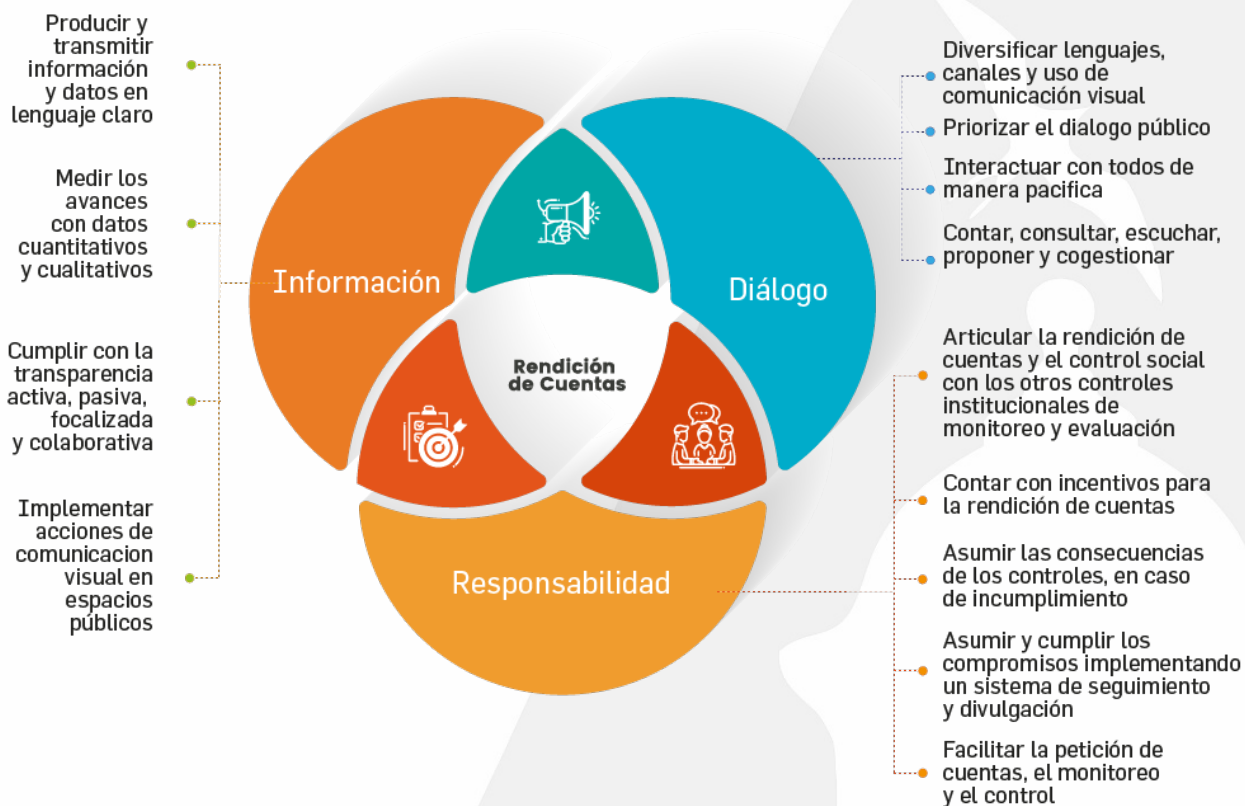 Producir y
transmitir
información
y datos en
lenguaje claro
Medir los
avances
con datos
cuantitativos
y cualitativos
Cumplir con la
transparencia
activa, pasiva,
focalizada
y colaborativa
Implementar
acciones de
comunicacion
visual en
espacios
públicos
Información
Diálogo
Rendición
de Cuentas
Responsabilidad
Diversificar lenguajes,
canales y uso de
comunicación visual
Priorizar el dialogo público
Interactuar con todos de
manera pacifica
Contar, consultar, escuchar,
proponer y cogestionar
Articular la rendición de
cuentas y el control social
con los otros controles
institucionales de
monitoreo y evaluación
Contar con incentivos para
la rendición de cuentas
Asumir las consecuencias
de los controles, en caso
de incumplimiento
Asumir y cumplir los
compromisos implementando
un sistema de seguimiento
y divulgación
Facilitar la petición de
cuentas, el monitoreo
y el control